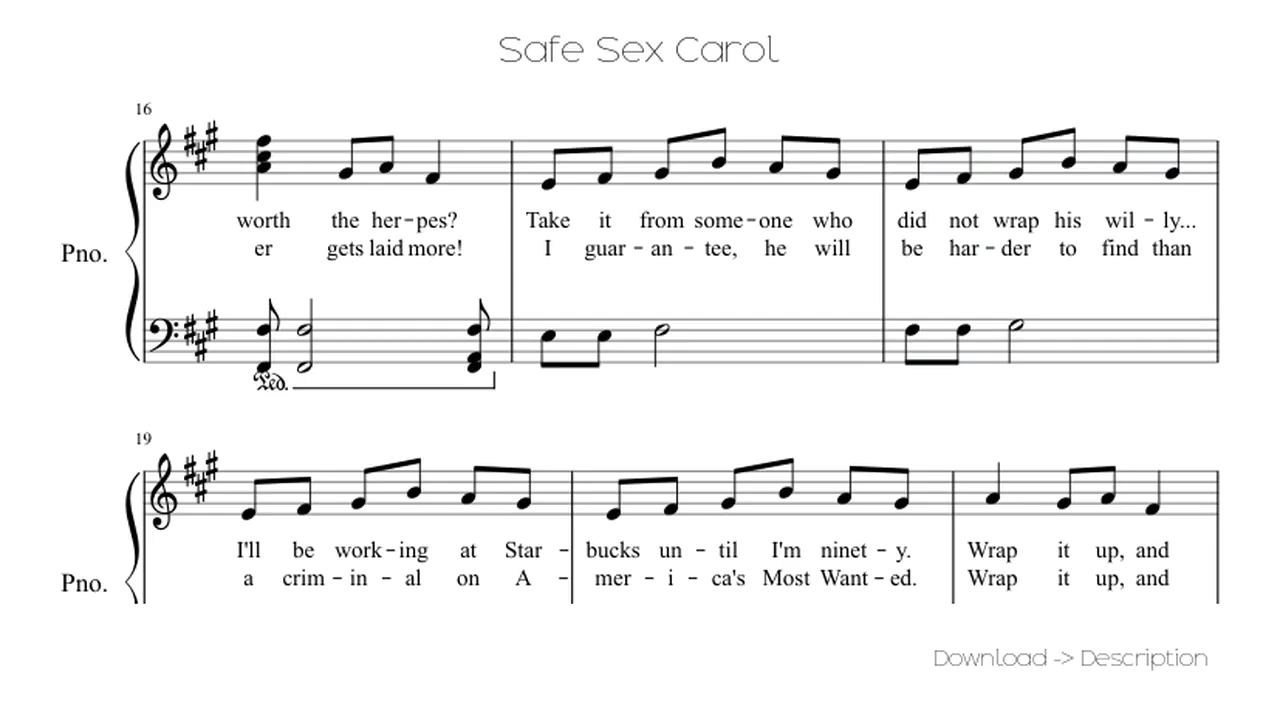 Safe Sex Carol
16
worth the her-pes? Take it from some-one who did not wrap his wil - ly...
er gets laid more! I guar - an - tee, he will be har - der to find than
Pno.
Ped.
19
I'll be work-ing at Star - bucks un - til I'm ninet - y. Wrap it up, and
a crim - in - al on A - mer - i - ca's Most Want - ed. Wrap it up, and
Pno.
Download -> Description